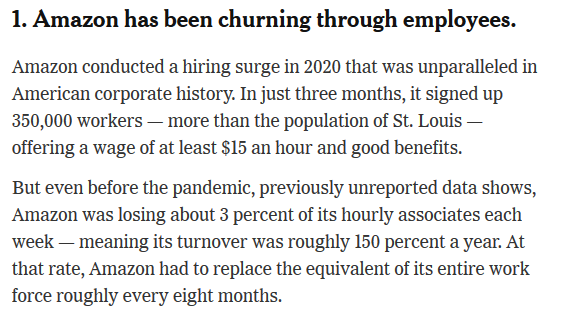 1. Amazon has been churning through employees.
Amazon conducted a hiring surge in 2020 that was unparalleled in
American corporate history. In just three months, it signed up
350,000 workers — more than the population of St. Louis —
offering a wage of at least $15 an hour and good benefits.
But even before the pandemic, previously unreported data shows,
Amazon was losing about 3 percent of its hourly associates each
week — meaning its turnover was roughly 150 percent a year. At
that rate, Amazon had to replace the equivalent of its entire work
force roughly every eight months.